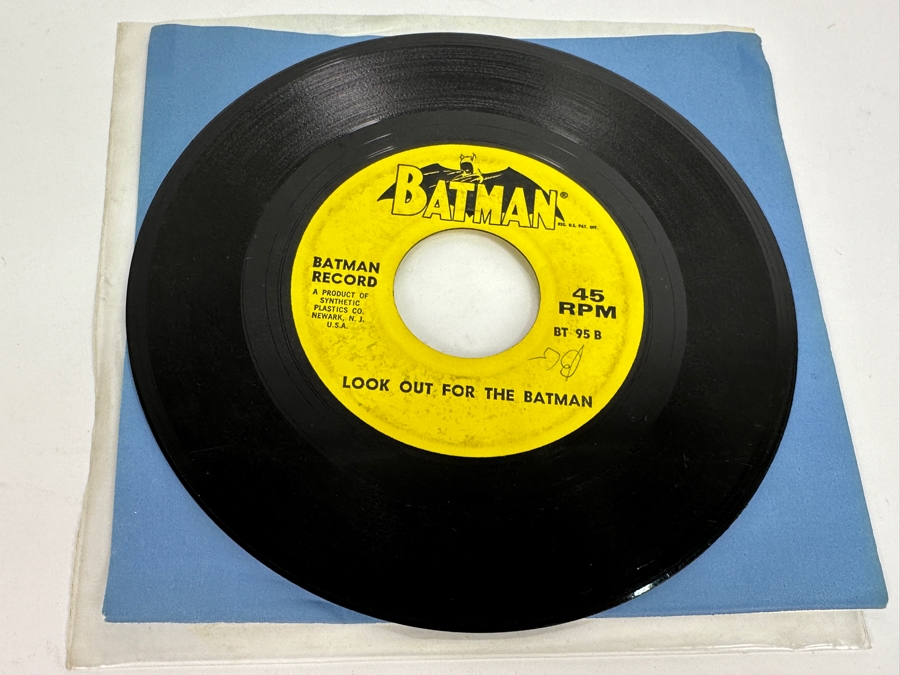 BATMAN®
REG. U.S. PAT. OFF.
BATMAN
RECORD
A PRODUCT OF
SYNTHETIC
PLASTICS CO.
NEWARK, N. J.
U.S.A.
45
RPM
BT 95 B
LOOK OUT FOR THE BATMAN